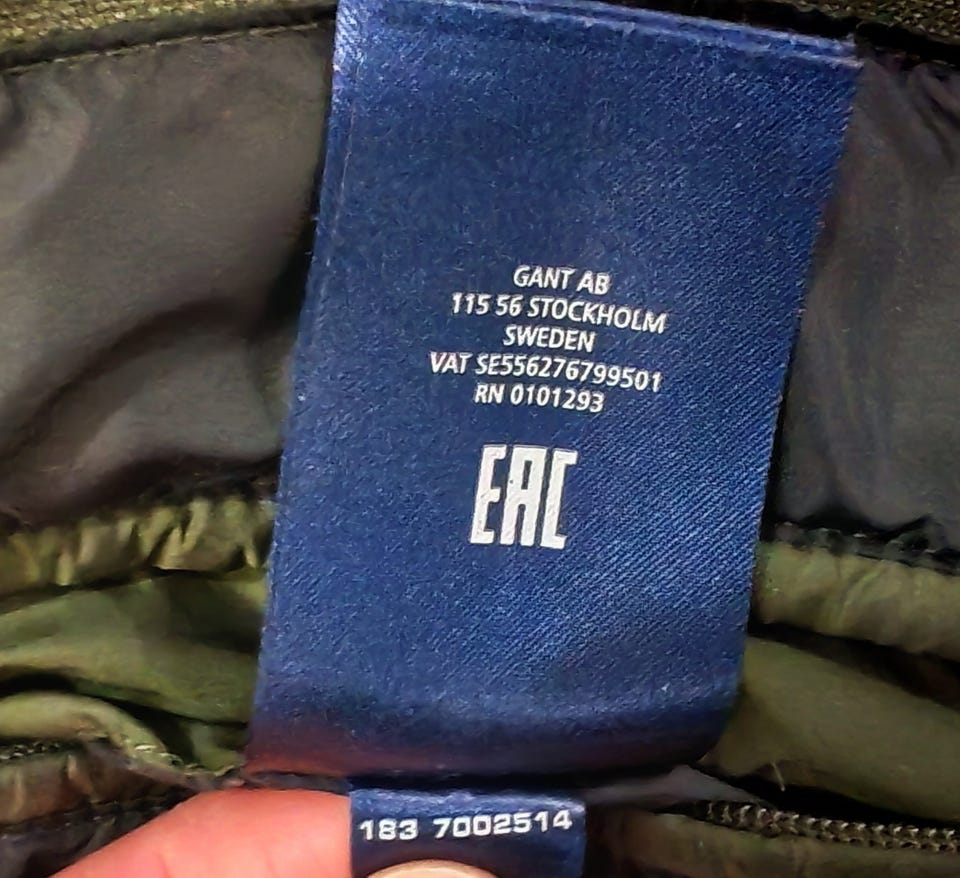 GANT AB
115 56 STOCKHOLM
SWEDEN
VAT SE556276799501
RN 0101293
EAC
183 7002514